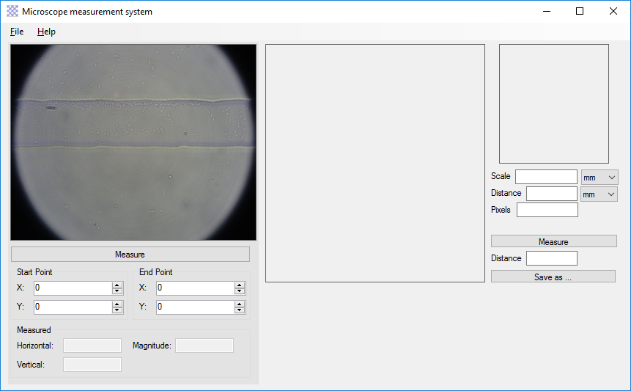 Microscope measurement system
File Help
Measure
Start Point End Point
X: 0 X: 0
Y: 0 Y: 0
Measured
Horizontal: Magnitude:
Vertical:
Scale mm
Distance mm
Pixels
Measure
Distance
Save as ...